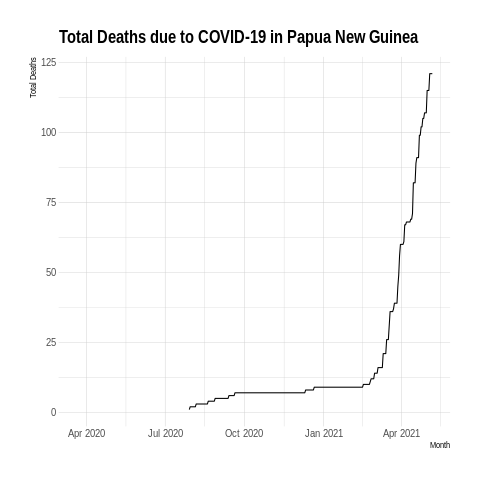 Total Deaths due to COVID-19 in Papua New Guinea
Total Deaths
125
100
75
50
25
0
Apr 2020 Jul 2020 Oct 2020 Jan 2021 Apr 2021
Month